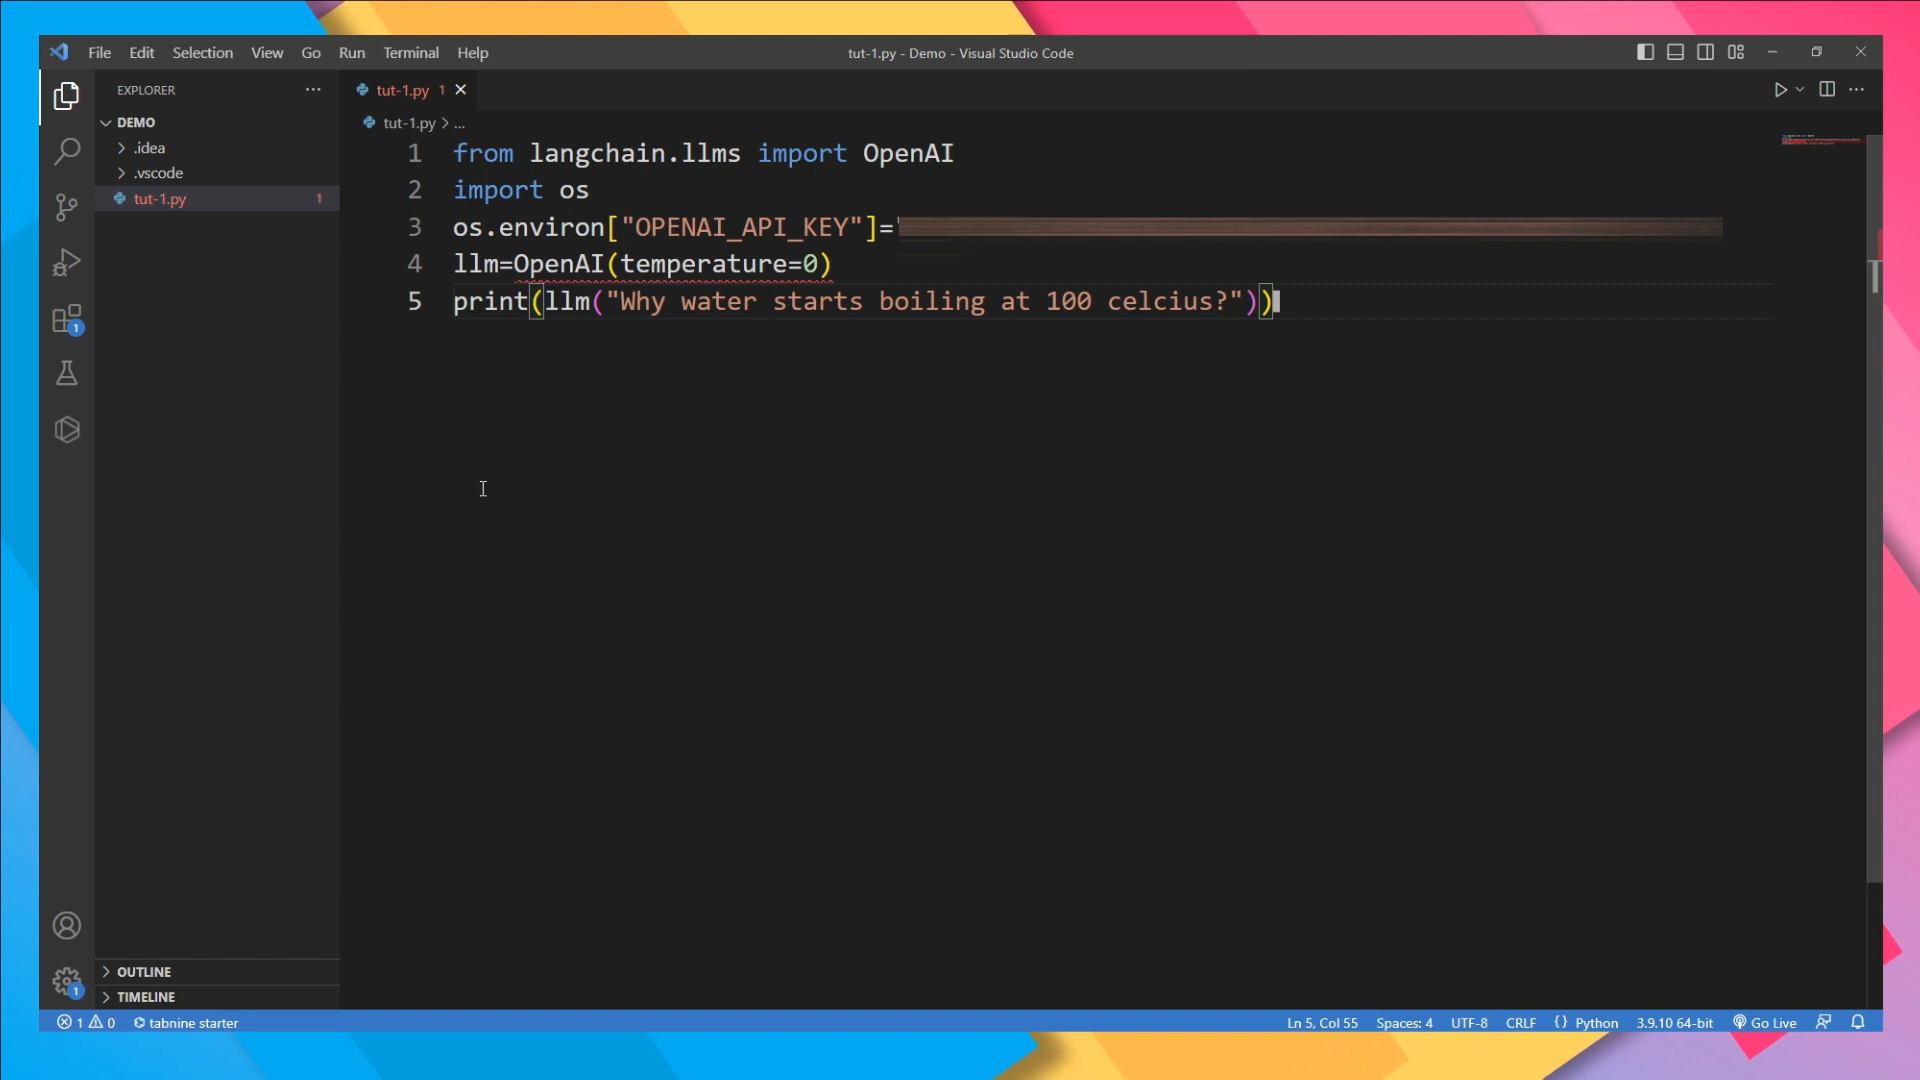 File Edit Selection View Go Run Terminal Help
tut-1.py - Demo - Visual Studio Code
EXPLORER
tut-1.py 1
DEMO
tut-1.py > ...
.idea
.vscode
tut-1.py 1
1 from langchain.llms import OpenAI
2 import os
3 os.environ["OPENAI_API_KEY"]=
4 llm=OpenAI(temperature=0)
5 print(llm("Why water starts boiling at 100 celcius?"))
1
OUTLINE
1
TIMELINE
1 0 tabnine starter Ln 5, Col 55 Spaces: 4 UTF-8 CRLF {} Python 3.9.10 64-bit Go Live